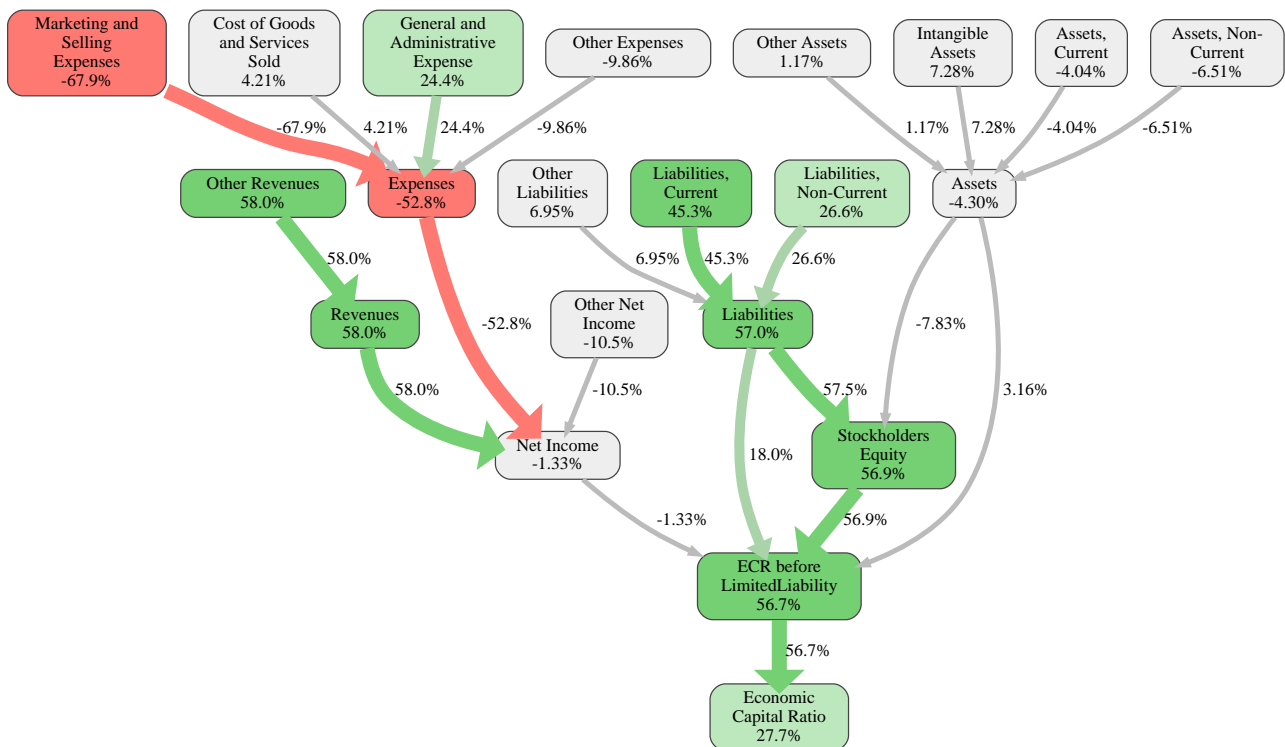 Marketing and
Selling
Expenses
-67.9%
Cost of Goods
and Services
Sold
4.21%
General and
Administrative
Expense
24.4%
Other Expenses
-9.86%
Other Assets
1.17%
Intangible
Assets
7.28%
Assets,
Current
-4.04%
Assets, Non-
Current
-6.51%
-67.9%
4.21%
24.4%
-9.86%
1.17%
7.28%
-4.04%
-6.51%
Other Revenues
58.0%
Expenses
-52.8%
Other
Liabilities
6.95%
Liabilities,
Current
45.3%
Liabilities,
Non-Current
26.6%
Assets
-4.30%
58.0%
6.95%
45.3%
26.6%
Revenues
58.0%
-52.8%
Other Net
Income
-10.5%
Liabilities
57.0%
-7.83%
58.0%
-10.5%
57.5%
3.16%
Net Income
-1.33%
18.0%
Stockholders
Equity
56.9%
-1.33%
56.9%
ECR before
LimitedLiability
56.7%
56.7%
Economic
Capital Ratio
27.7%